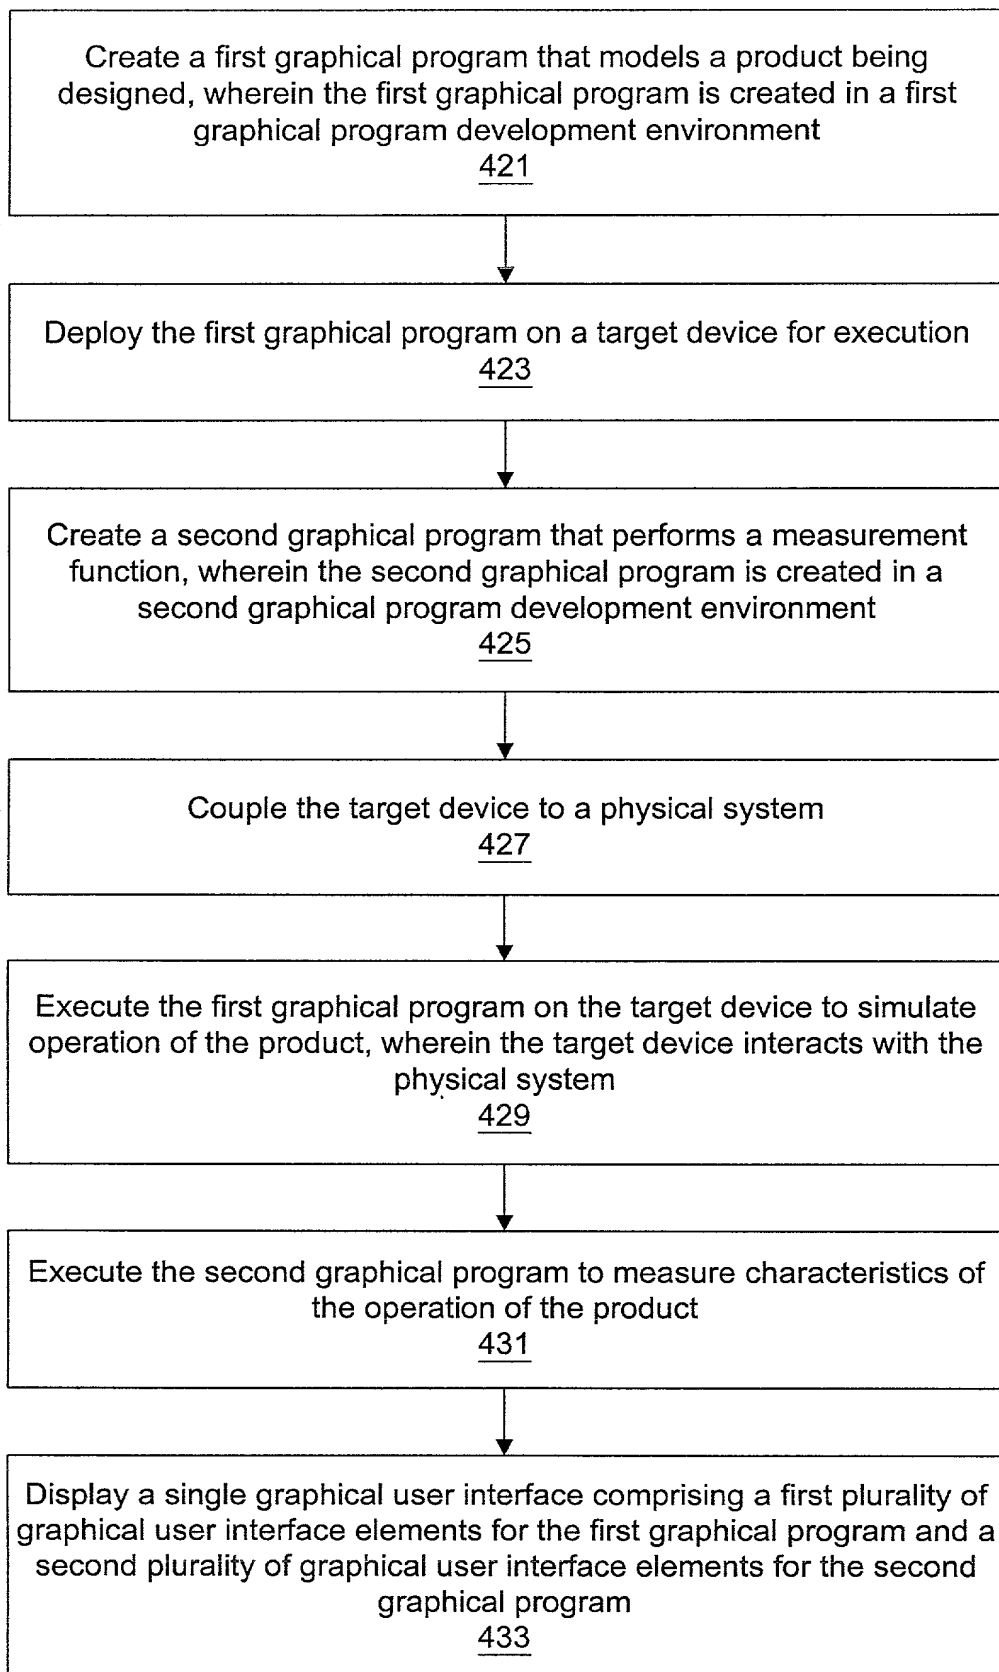 Create a first graphical program that models a product being
designed, wherein the first graphical program is created in a first
graphical program development environment
421
Deploy the first graphical program on a target device for execution
423
Create a second graphical program that performs a measurement
function, wherein the second graphical program is created in a
second graphical program development environment
425
Couple the target device to a physical system
427
Execute the first graphical program on the target device to simulate
operation of the product, wherein the target device interacts with the
physical system
429
Execute the second graphical program to measure characteristics of
the operation of the product
431
Display a single graphical user interface comprising a first plurality of
graphical user interface elements for the first graphical program and a
second plurality of graphical user interface elements for the second
graphical program
433